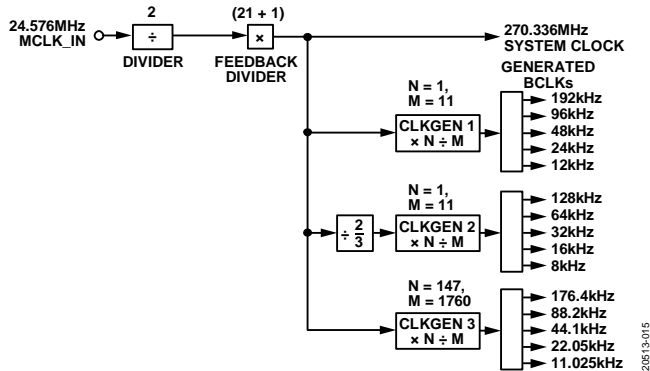 24.576MHz
MCLK_IN
2
÷
DIVIDER
(21 + 1)
×
FEEDBACK
DIVIDER
270.336MHz
SYSTEM CLOCK
GENERATED
BCLKs
N = 1,
M = 11
CLKGEN 1
× N ÷ M
192kHz
96kHz
48kHz
24kHz
12kHz
÷ 2/3
N = 1,
M = 11
CLKGEN 2
× N ÷ M
128kHz
64kHz
32kHz
16kHz
8kHz
N = 147,
M = 1760
CLKGEN 3
× N ÷ M
176.4kHz
88.2kHz
44.1kHz
22.05kHz
11.025kHz
20513-015